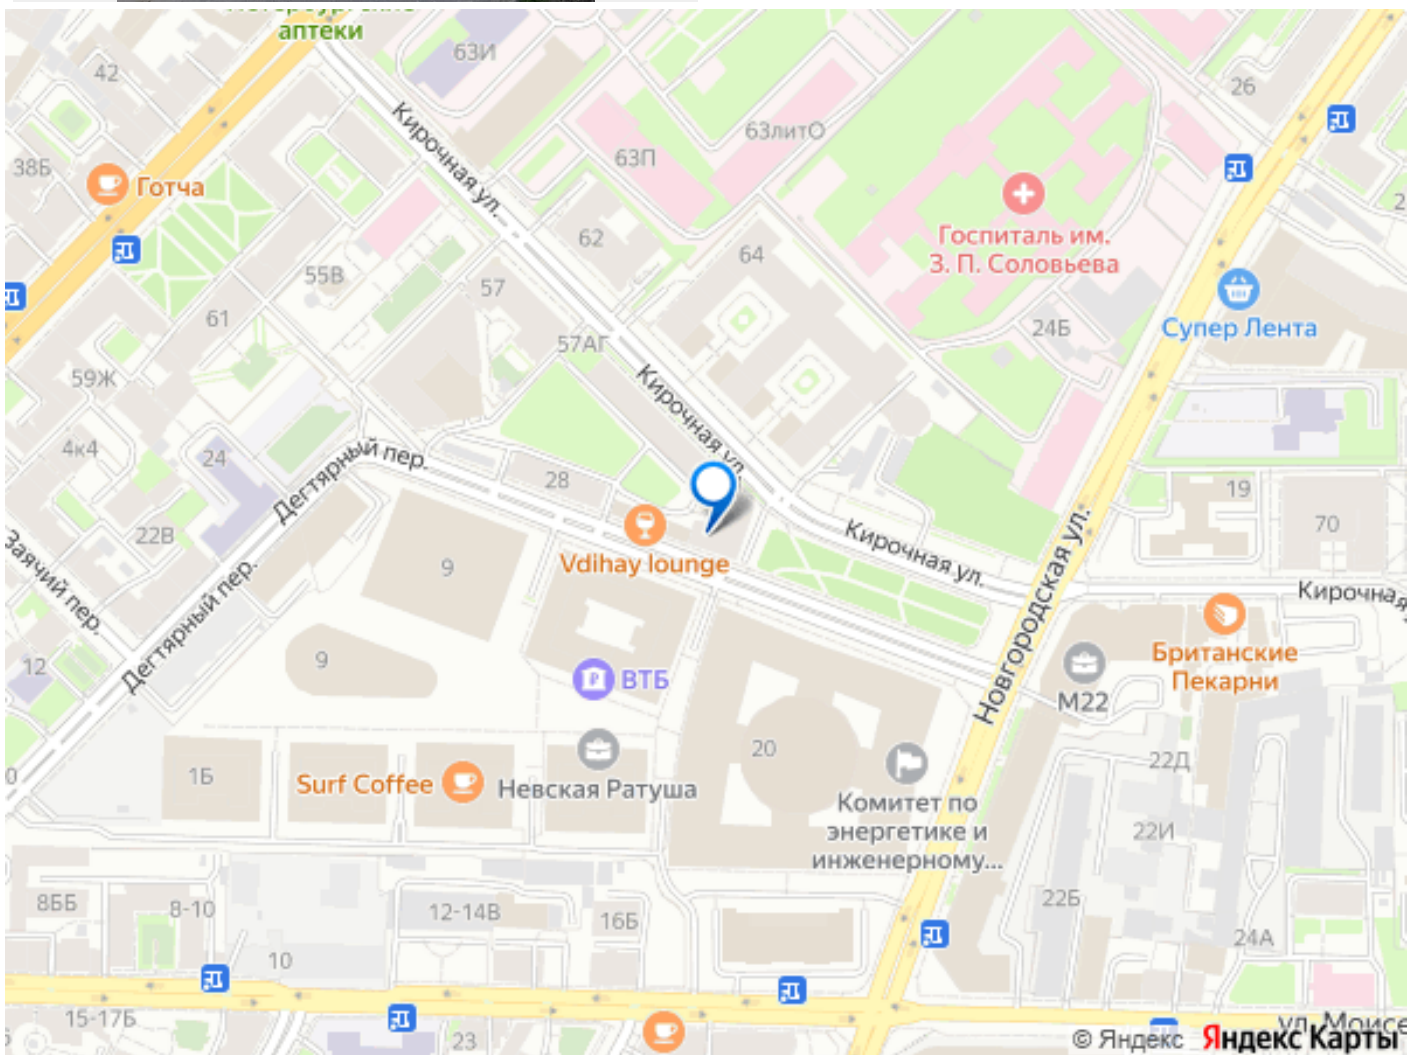 аптеки
42
63И
26
Кирочная ул.
63литО
38Б
63П
Готча
Госпиталь им.
З. П. Соловьева
62
64
55В
57
61
24Б
Супер Лента
57АГ
59Ж
Кирочная ул.
4к4
24
Дегтярный пер.
28
19
70
22В
Заячий пер.
Vdihay lounge
Кирочная ул.
9
Новгородская ул.
Кирочная
Дегтярный пер.
Британские
Пекарни
12
9
ВТБ
М22
1Б
20
22Д
Surf Coffee
Невская Ратуша
Комитет по
энергетике и
инженерному...
22И
8ББ
8-10
12-14В
16Б
22Б
24А
10
15-17Б
23
ул. Моисе
© Яндекс Яндекс Карты